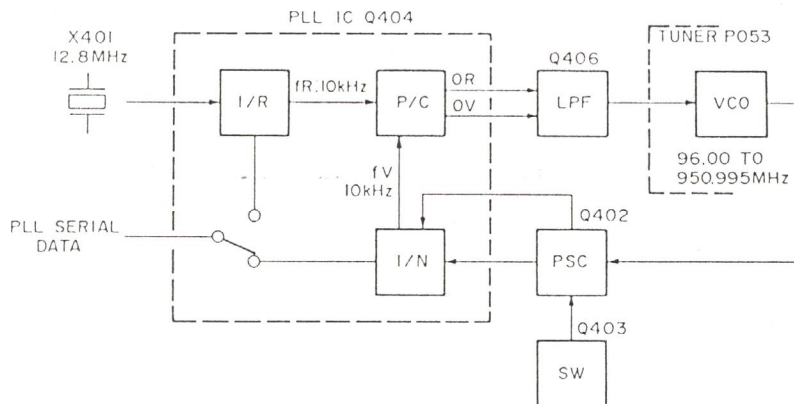 PLL IC Q404
X401
12.8MHz
TUNER P053
Q406
I/R
fR:10kHz
P/C
OR
OV
LPF
VCO
fV
10kHz
96.00 TO
950.995MHz
Q402
PLL SERIAL
DATA
I/N
PSC
Q403
SW